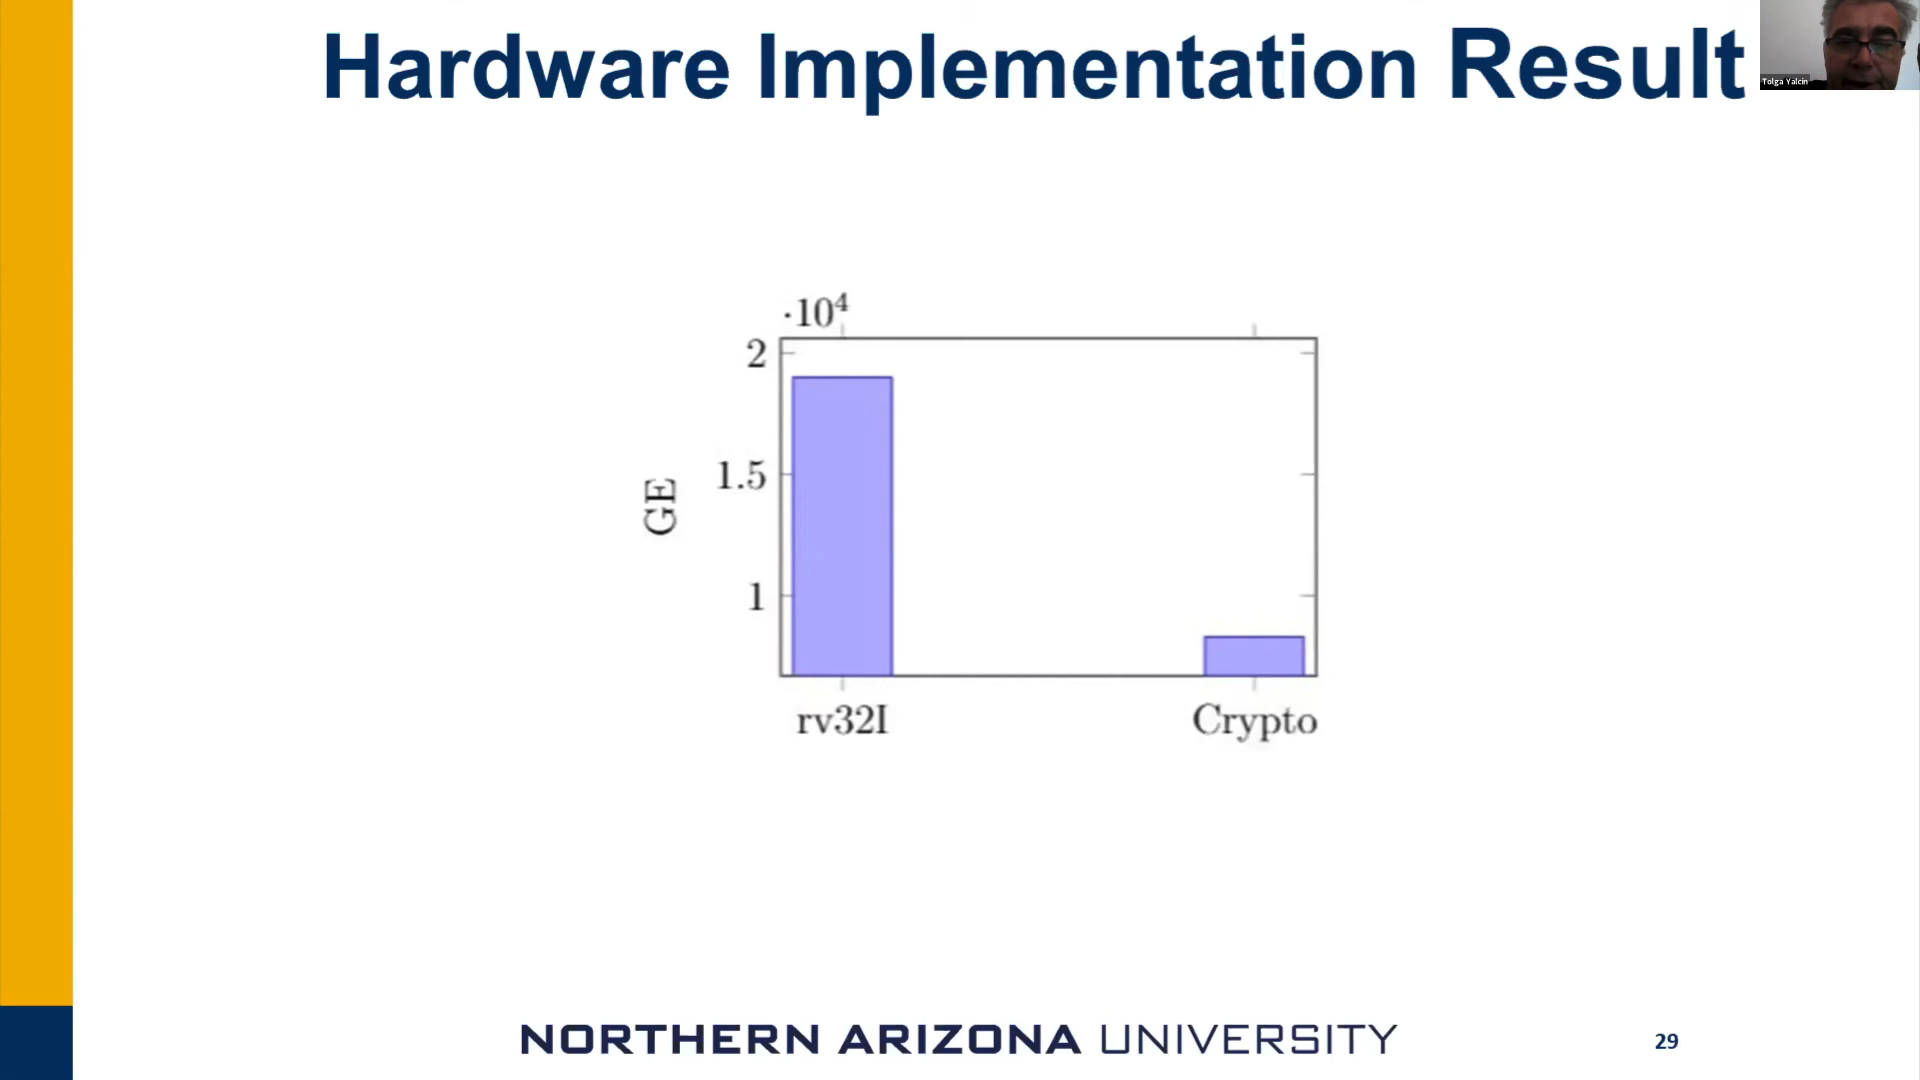 Hardware Implementation Result
Tolga Yalcin
·10⁴
2
1.5
1
GE
rv32I
Crypto
NORTHERN ARIZONA UNIVERSITY
29